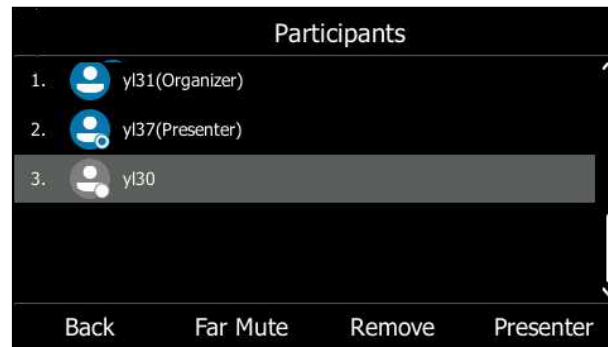 Participants
1. yl31(Organizer)
2. yl37(Presenter)
3. yl30
Back Far Mute Remove Presenter